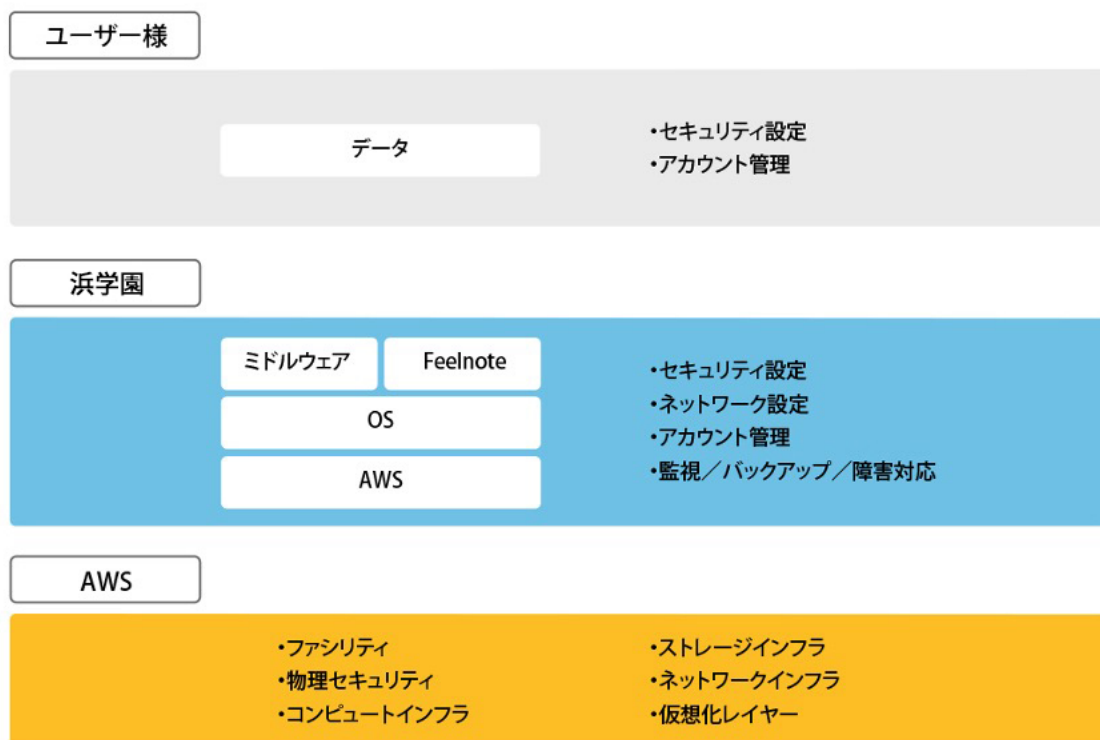 ユーザー様
データ
・セキュリティ設定
・アカウント管理
浜学園
ミドルウェア
Feelnote
OS
AWS
・セキュリティ設定
・ネットワーク設定
・アカウント管理
・監視／バックアップ／障害対応
AWS
・ファシリティ
・物理セキュリティ
・コンピュートインフラ
・ストレージインフラ
・ネットワークインフラ
・仮想化レイヤー